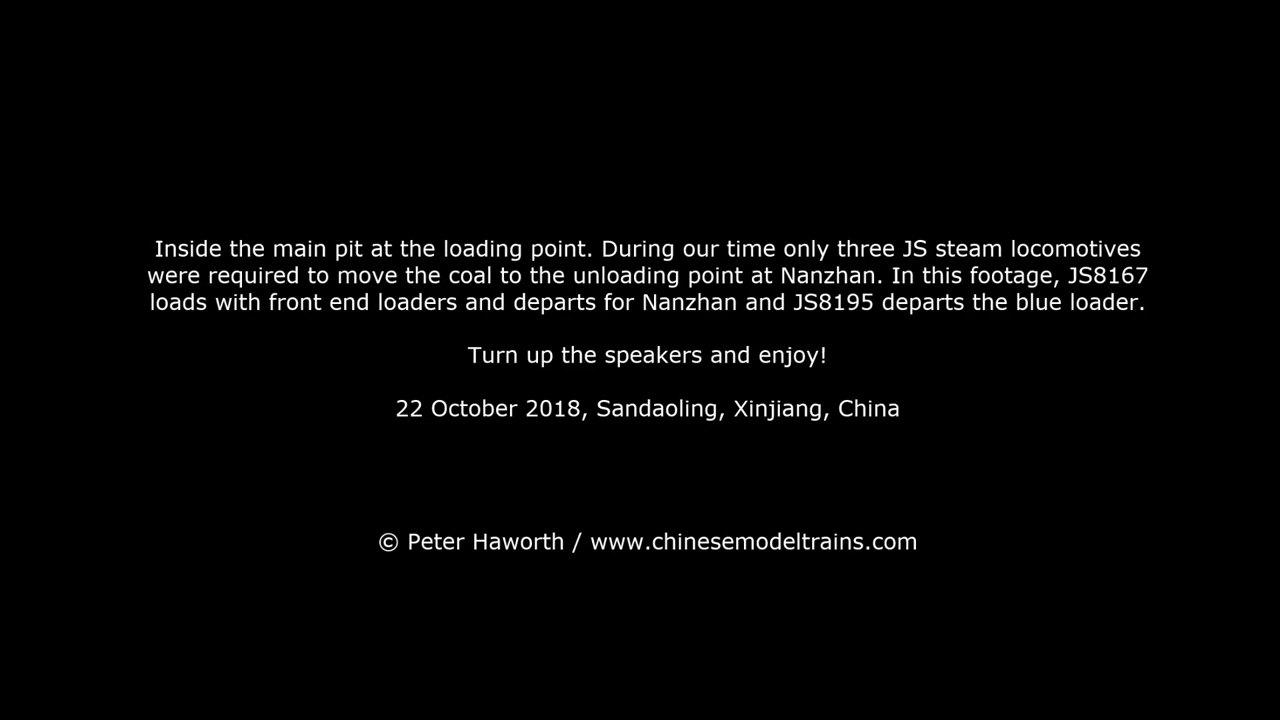 Inside the main pit at the loading point. During our time only three JS steam locomotives
were required to move the coal to the unloading point at Nanzhan. In this footage, JS8167
loads with front end loaders and departs for Nanzhan and JS8195 departs the blue loader.
Turn up the speakers and enjoy!
22 October 2018, Sandaoling, Xinjiang, China
© Peter Haworth / www.chinesemodeltrains.com